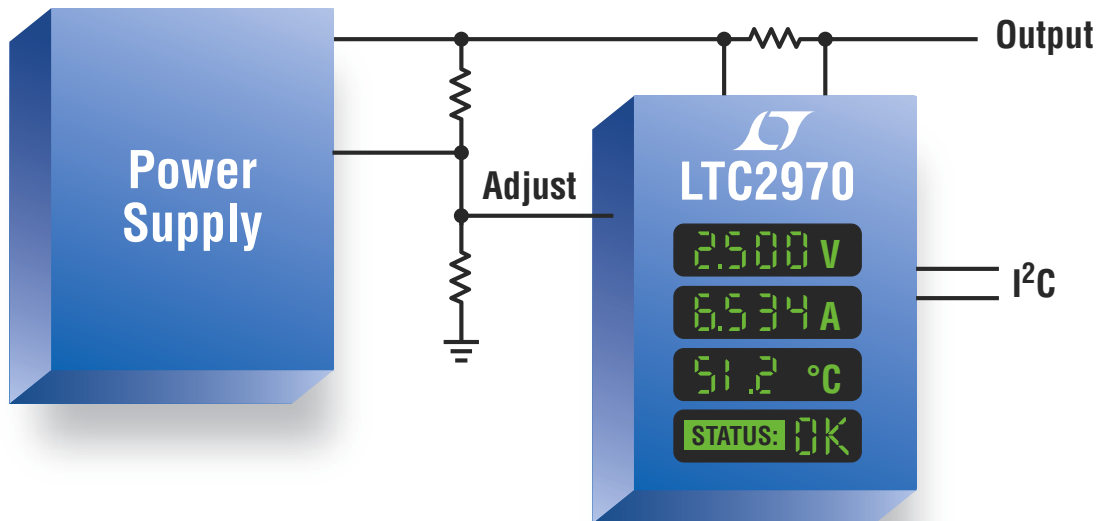 Output
Power
Supply
Adjust
LTC2970
2.500 V
6.534 A
51.2 °C
STATUS: OK
I²C